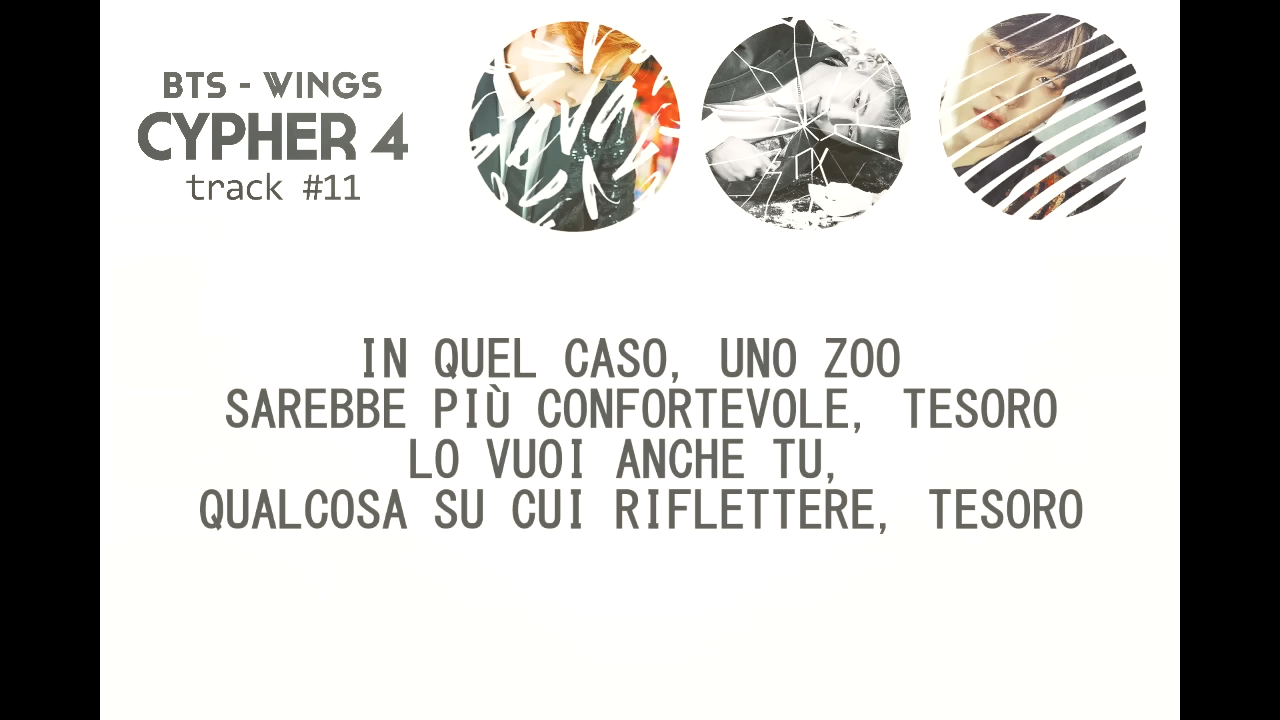 BTS - WINGS
CYPHER 4
track #11
IN QUEL CASO, UNO ZOO
SAREBBE PIÙ CONFORTEVOLE, TESORO
LO VUOI ANCHE TU,
QUALCOSA SU CUI RIFLETTERE, TESORO